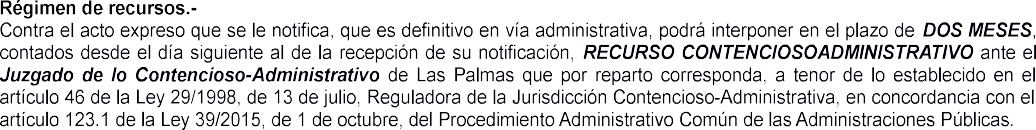 Régimen de recursos.-
Contra el acto expreso que se le notifica, que es definitivo en vía administrativa, podrá interponer en el plazo de DOS MESES,
contados desde el día siguiente al de la recepción de su notificación, RECURSO CONTENCIOSOADMINISTRATIVO ante el
Juzgado de lo Contencioso-Administrativo de Las Palmas que por reparto corresponda, a tenor de lo establecido en el
artículo 46 de la Ley 29/1998, de 13 de julio, Reguladora de la Jurisdicción Contencioso-Administrativa, en concordancia con el
artículo 123.1 de la Ley 39/2015, de 1 de octubre, del Procedimiento Administrativo Común de las Administraciones Públicas.